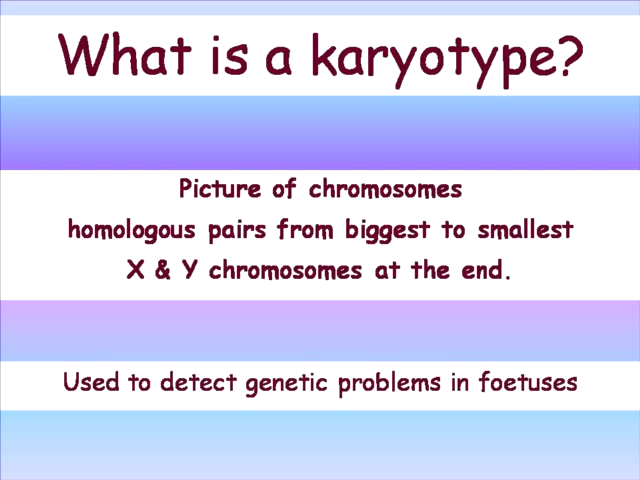 What is a karyotype?
Picture of chromosomes
homologous pairs from biggest to smallest
X & Y chromosomes at the end.
Used to detect genetic problems in foetuses